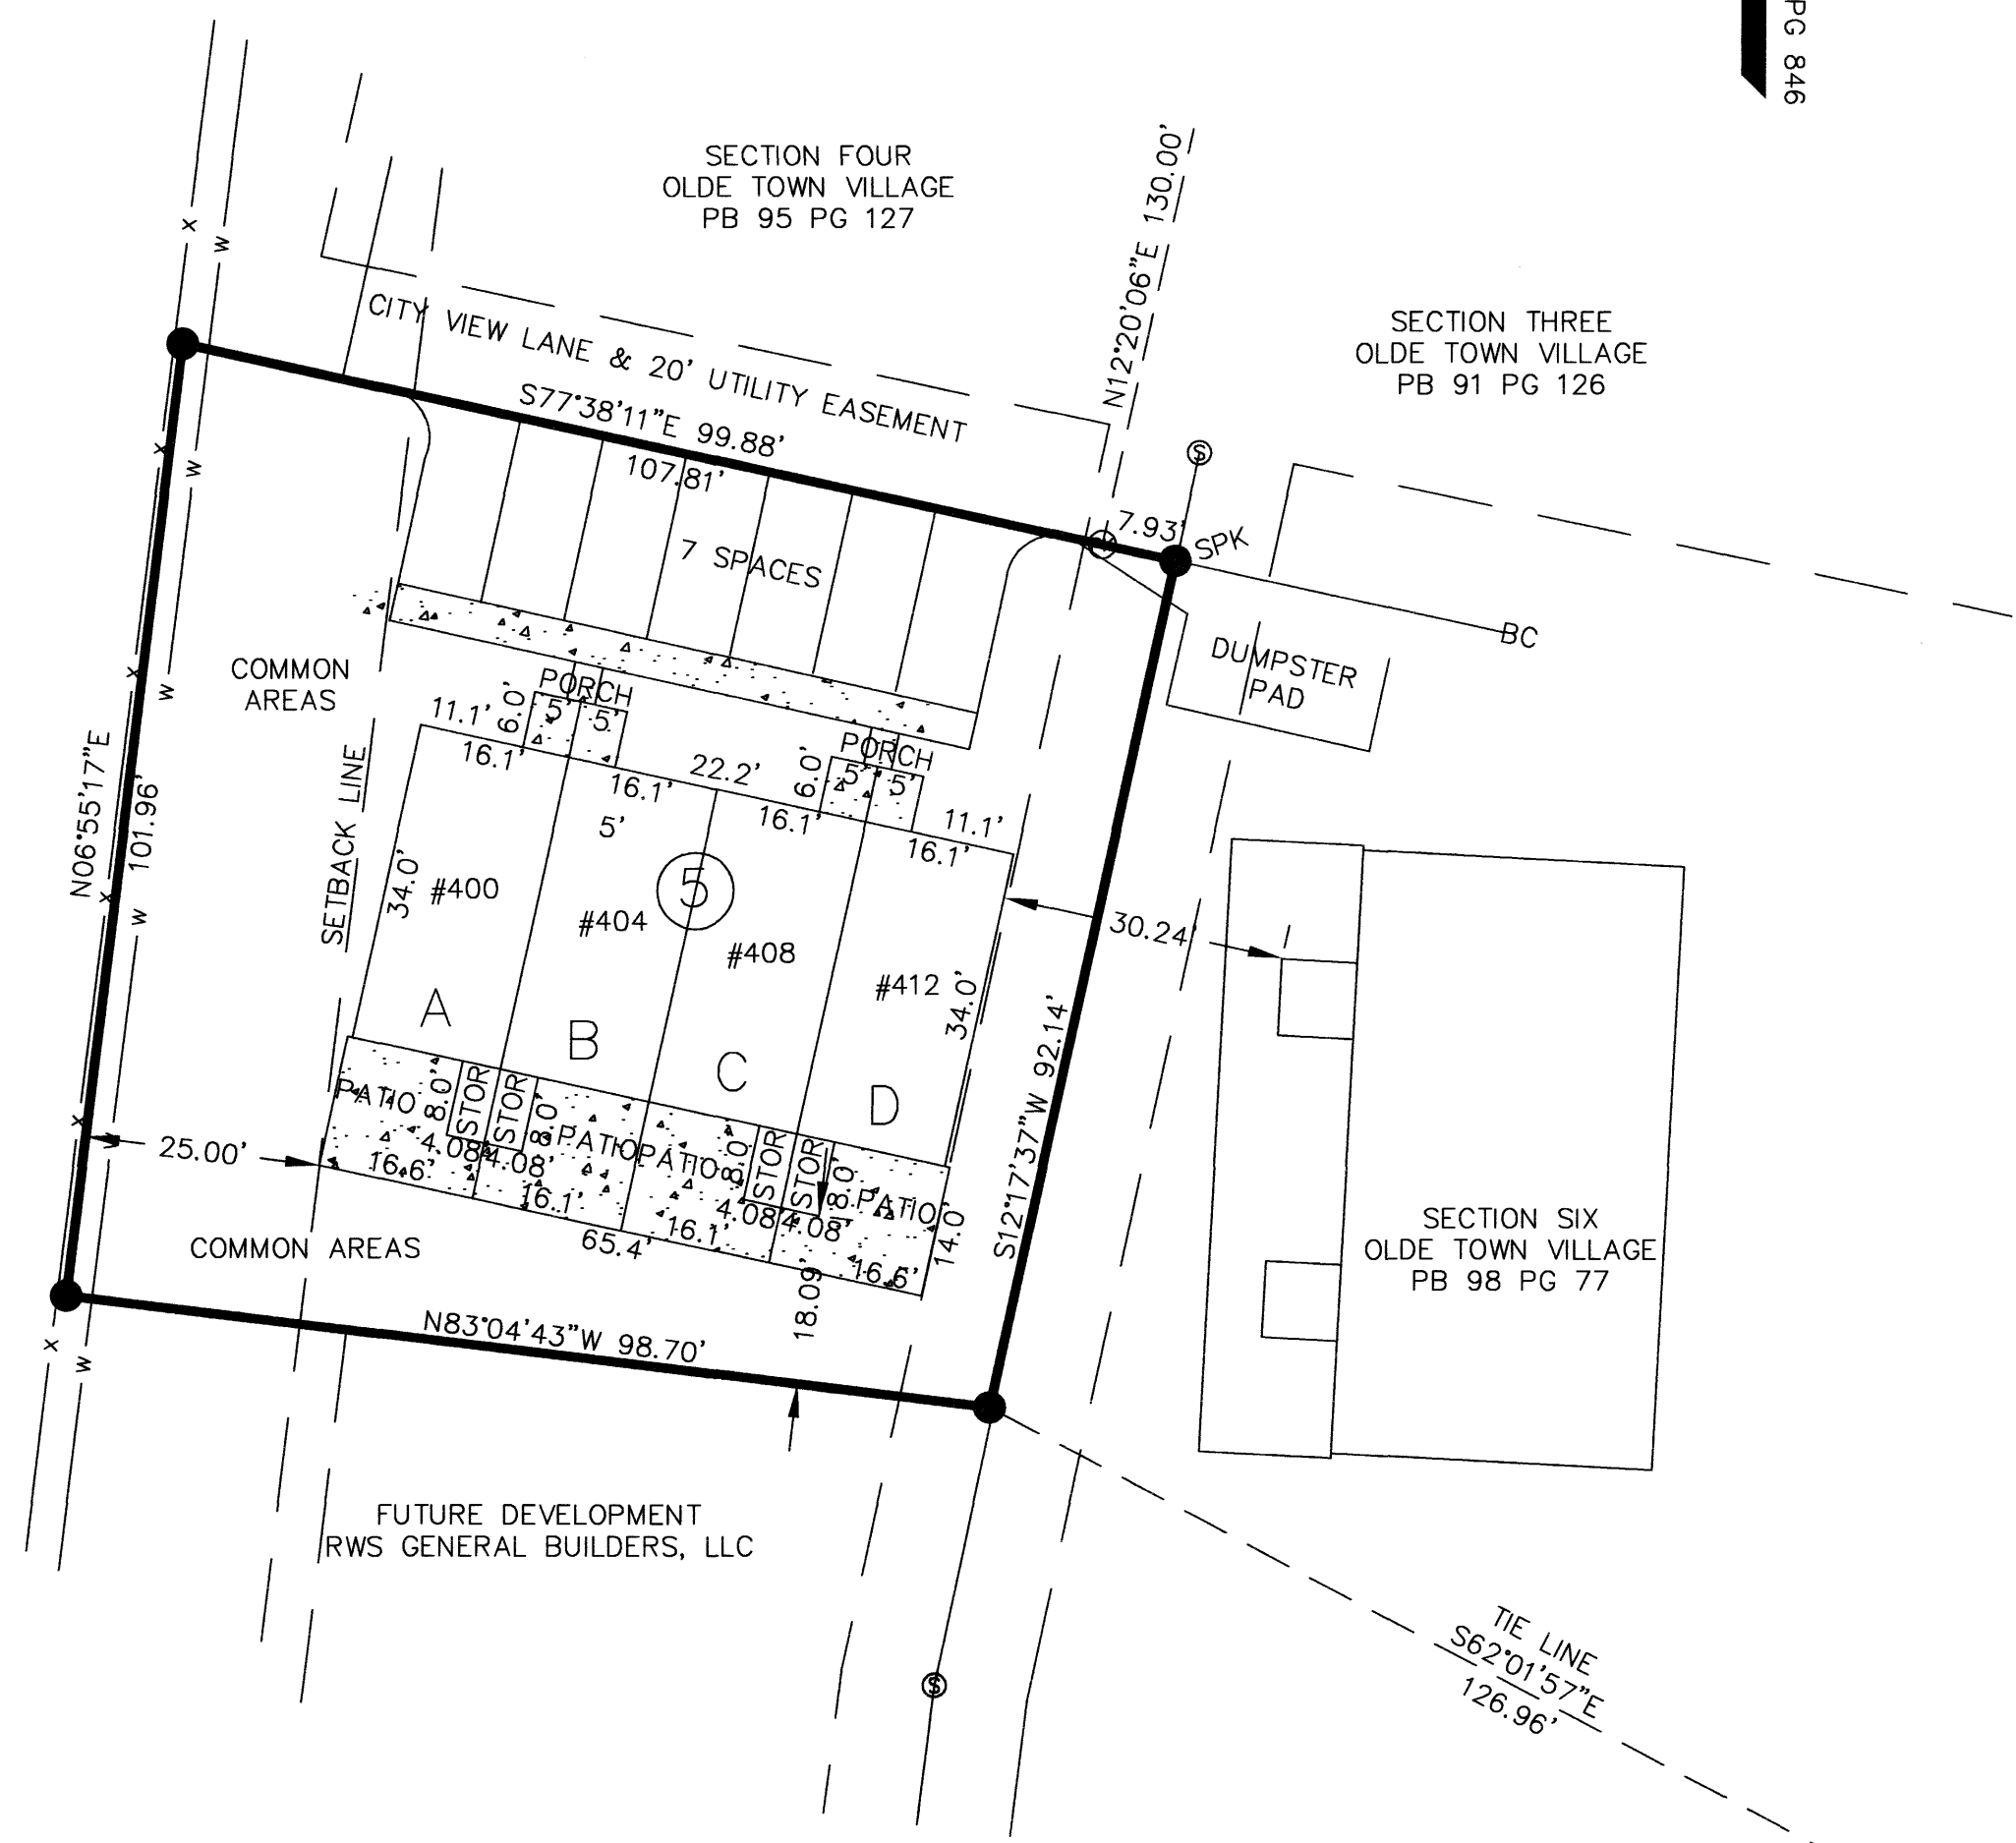 PG 846
SECTION FOUR
OLDE TOWN VILLAGE
PB 95 PG 127
N12°20'06"E 130.00'
SECTION THREE
OLDE TOWN VILLAGE
PB 91 PG 126
x
w
CITY VIEW LANE & 20' UTILITY EASEMENT
S77°38'11"E 99.88'
107.81'
S
7.93'
SPK
BC
x
w
7 SPACES
DUMPSTER
PAD
COMMON
AREAS
x
w
PORCH
11.1'
6.0'
5'
5'
16.1'
16.1'
22.2'
PORCH
6.0'
5'
5'
16.1'
11.1'
16.1'
5'
N06°55'17"E
101.96'
SETBACK LINE
34.0'
#400
5
#404
#408
#412
34.0'
30.24'
x
w
A
B
C
D
S12°17'37"W 92.14'
PATIO
8.0'
STOR
STOR
8.0'
PATIO
PATIO
8.0'
STOR
STOR
8.0'
PATIO
4.08'
4.08'
4.08'
4.08'
16.6'
16.1'
16.1'
16.6'
14.0'
65.4'
18.09'
x
w
25.00'
COMMON AREAS
SECTION SIX
OLDE TOWN VILLAGE
PB 98 PG 77
N83°04'43"W 98.70'
x
w
FUTURE DEVELOPMENT
RWS GENERAL BUILDERS, LLC
S
TIE LINE
S62°01'57"E
126.96'